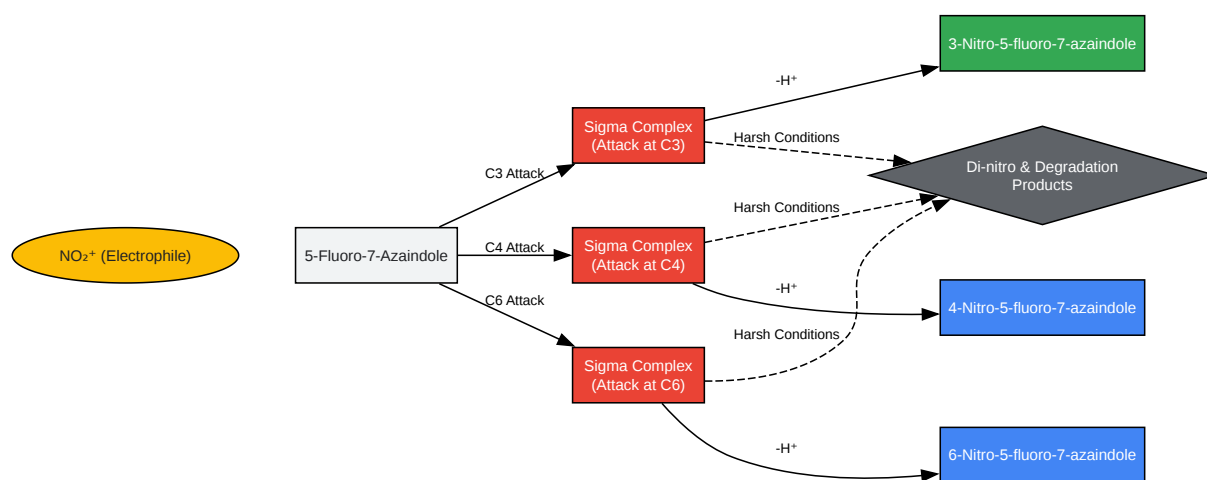 3-Nitro-5-fluoro-7-azaindole
-H⁺
Sigma Complex
(Attack at C3)
Harsh Conditions
Di-nitro & Degradation
Products
C3 Attack
Harsh Conditions
NO₂⁺ (Electrophile)
5-Fluoro-7-Azaindole
C4 Attack
Sigma Complex
(Attack at C4)
-H⁺
C6 Attack
4-Nitro-5-fluoro-7-azaindole
Harsh Conditions
Sigma Complex
(Attack at C6)
-H⁺
6-Nitro-5-fluoro-7-azaindole